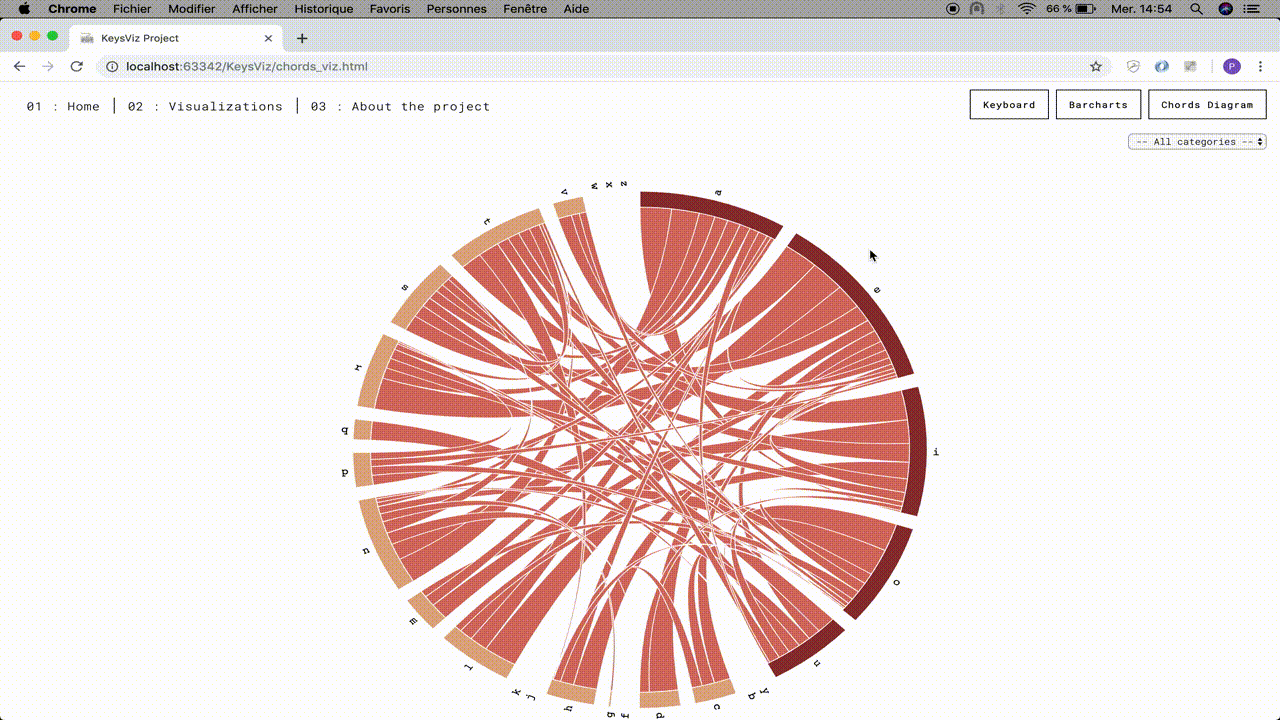 Chrome Fichier Modifier Afficher Historique Favoris Personnes Fenêtre Aide 66 % Mer. 14:54
KeysViz Project
localhost:63342/KeysViz/chords_viz.html
P
01 : Home | 02 : Visualizations | 03 : About the project
Keyboard Barcharts Chords Diagram
-- All categories --
a
e
i
o
u
y
b
c
d
f
g
h
j
k
l
m
n
p
q
r
s
t
v
w
x
z